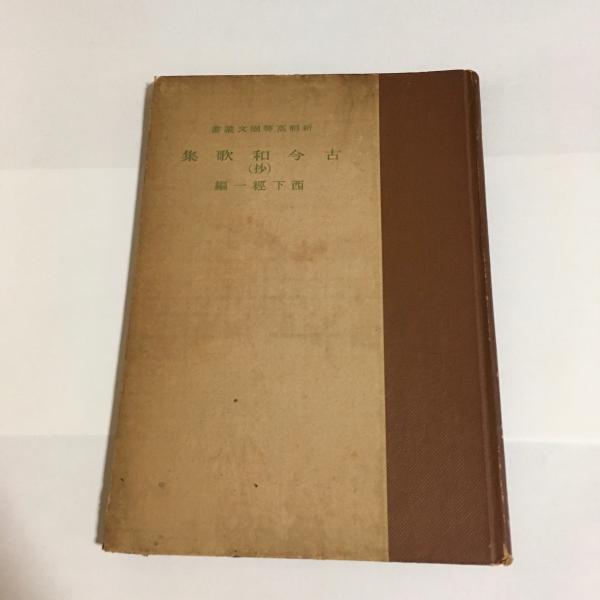 新制高等國文叢書
古今和歌集
(抄)
西下經一編